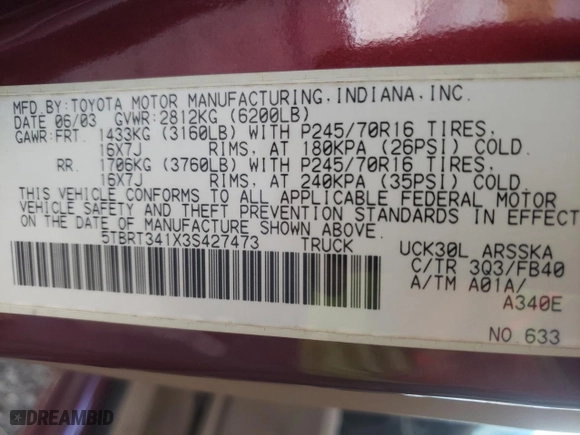 MFD.BY:TOYOTA MOTOR MANUFACTURING,INDIANA,INC.
DATE 06/03 GVWR:2812KG (6200LB)
GAWR:FRT. 1433KG (3160LB) WITH P245/70R16 TIRES,
16X7J RIMS, AT 180KPA (26PSI) COLD.
RR. 1706KG (3760LB) WITH P245/70R16 TIRES,
16X7J RIMS, AT 240KPA (35PSI) COLD.
THIS VEHICLE CONFORMS TO ALL APPLICABLE FEDERAL MOTOR
VEHICLE SAFETY AND THEFT PREVENTION STANDARDS IN EFFECT
ON THE DATE OF MANUFACTURE SHOWN ABOVE.
5TBRT341X3S427473 TRUCK
UCK30L ARSSKA
C/TR 3Q3/FB40
A/TM A01A/
A340E
NO 633
DREAMBID